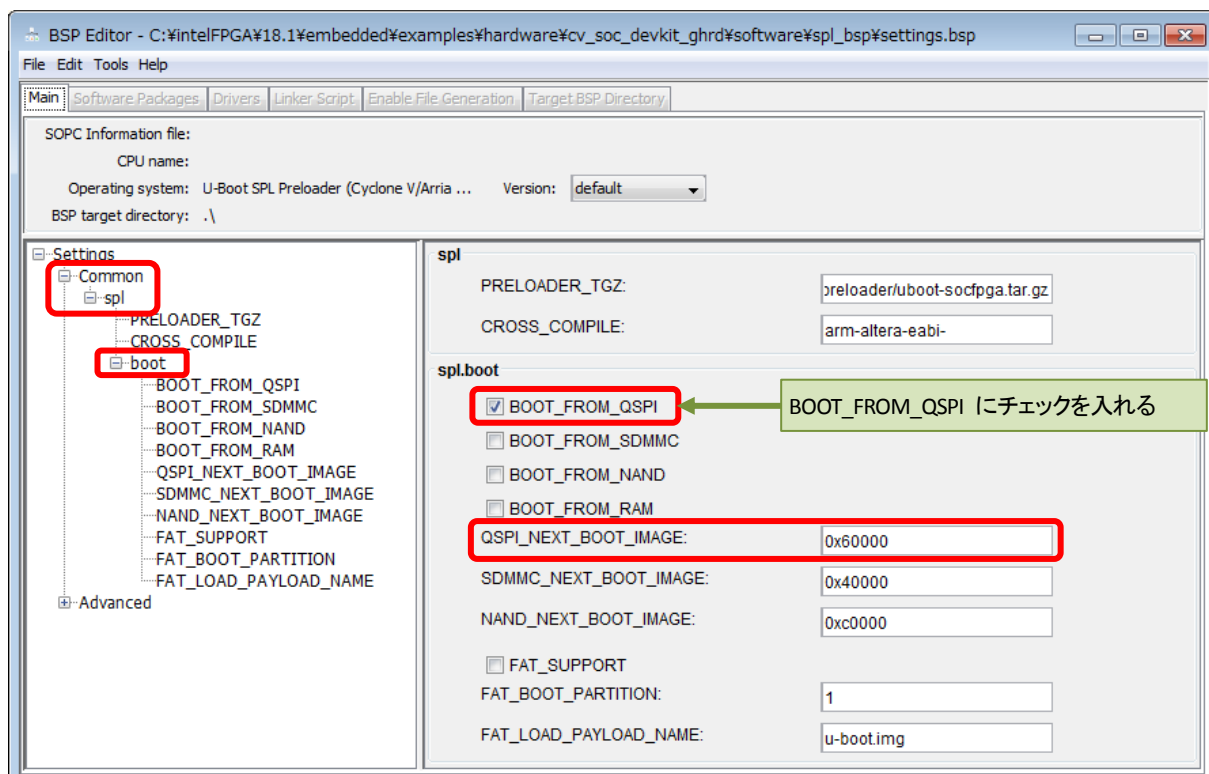 BSP Editor - C:¥intelFPGA¥18.1¥embedded¥examples¥hardware¥cv_soc_devkit_ghrd¥software¥spl_bsp¥settings.bsp
File Edit Tools Help
Main Software Packages Drivers Linker Script Enable File Generation Target BSP Directory
SOPC Information file:
CPU name:
Operating system: U-Boot SPL Preloader (Cyclone V/Arria ... Version: default
BSP target directory: .\
Settings
Common
spl
PRELOADER_TGZ
CROSS_COMPILE
boot
BOOT_FROM_QSPI
BOOT_FROM_SDMMC
BOOT_FROM_NAND
BOOT_FROM_RAM
QSPI_NEXT_BOOT_IMAGE
SDMMC_NEXT_BOOT_IMAGE
NAND_NEXT_BOOT_IMAGE
FAT_SUPPORT
FAT_BOOT_PARTITION
FAT_LOAD_PAYLOAD_NAME
Advanced
spl
PRELOADER_TGZ: preloader/uboot-socfpga.tar.gz
CROSS_COMPILE: arm-altera-eabi-
spl.boot
BOOT_FROM_QSPI
BOOT_FROM_QSPI にチェックを入れる
BOOT_FROM_SDMMC
BOOT_FROM_NAND
BOOT_FROM_RAM
QSPI_NEXT_BOOT_IMAGE: 0x60000
SDMMC_NEXT_BOOT_IMAGE: 0x40000
NAND_NEXT_BOOT_IMAGE: 0xc0000
FAT_SUPPORT
FAT_BOOT_PARTITION: 1
FAT_LOAD_PAYLOAD_NAME: u-boot.img